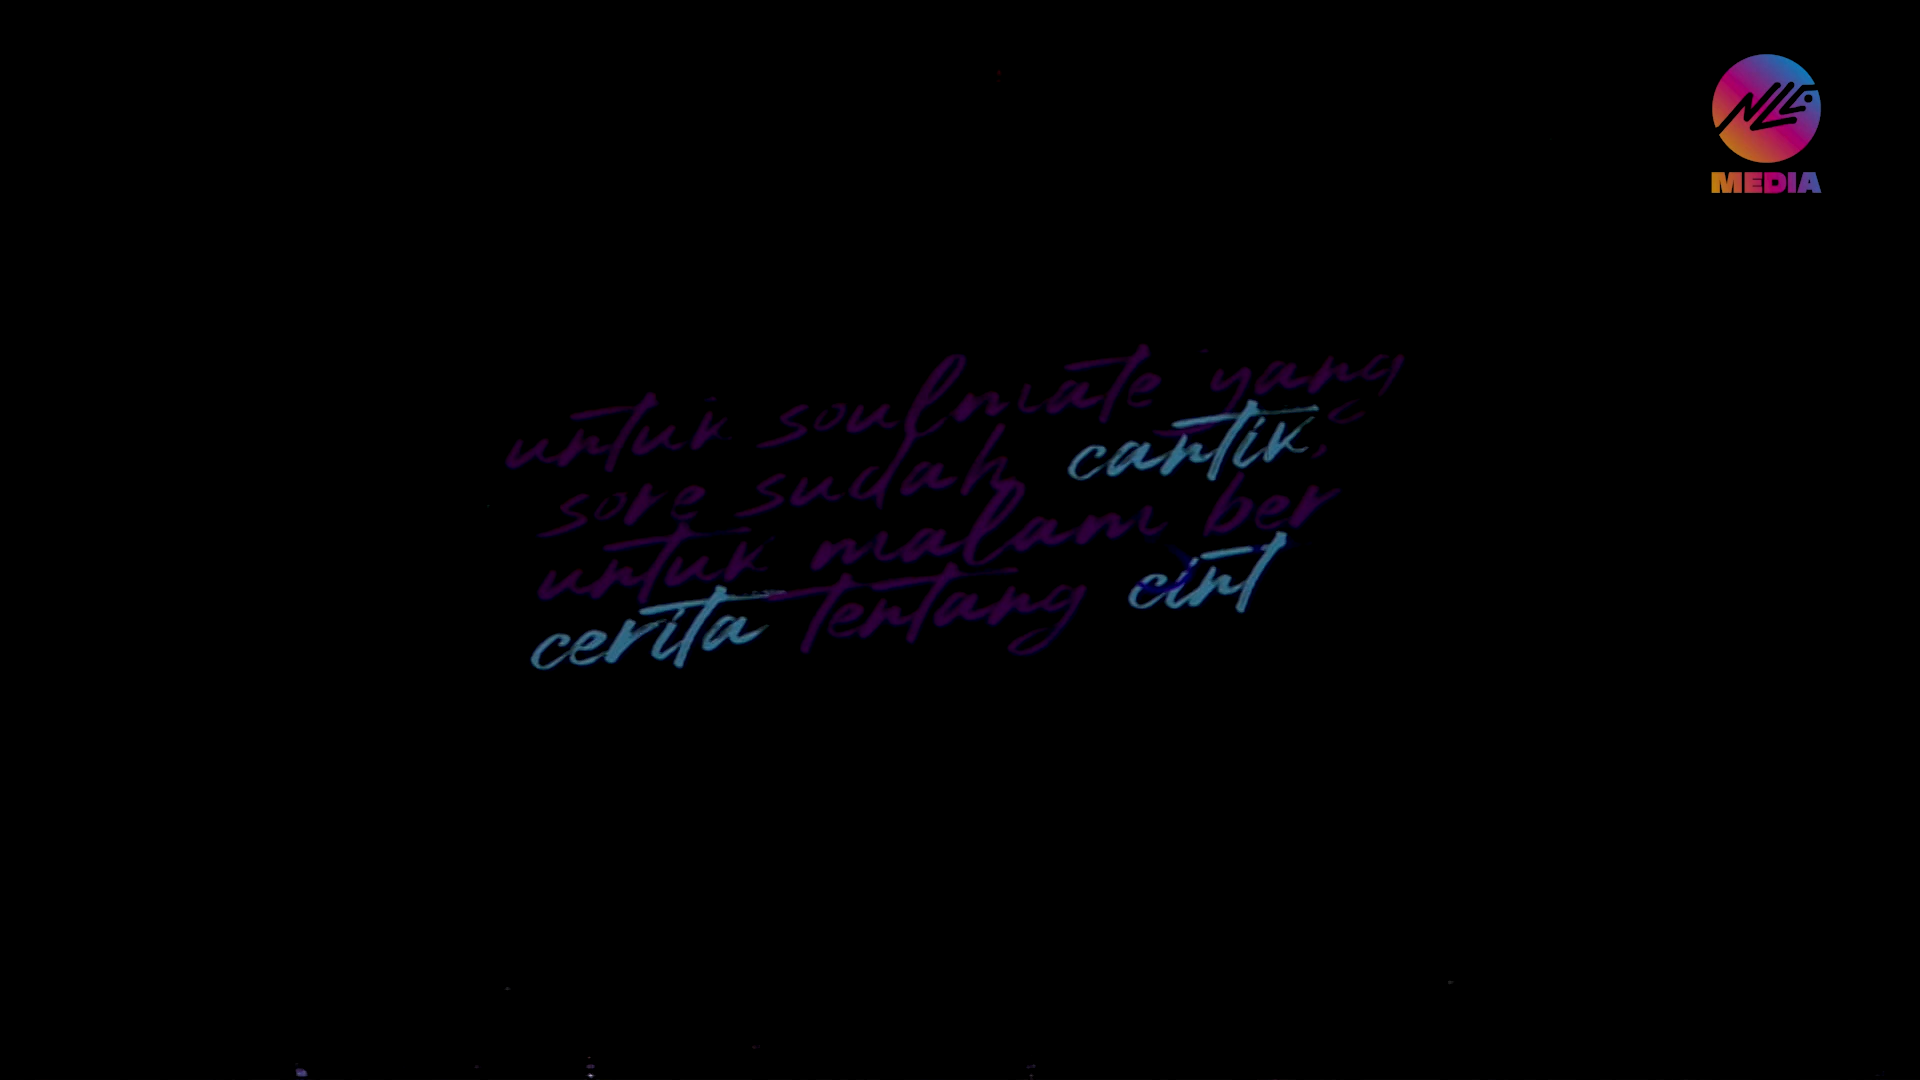 untuk soulmate yang
sore sudah cantik,
untuk malam ber
cerita tentang cint
MEDIA